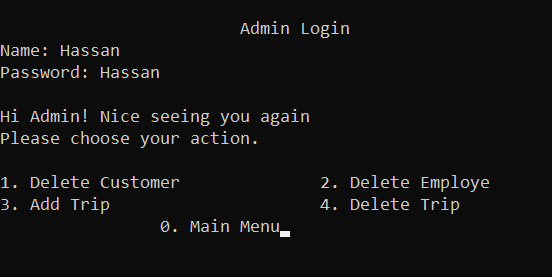 Admin Login
Name: Hassan
Password: Hassan
Hi Admin! Nice seeing you again
Please choose your action.
1. Delete Customer 2. Delete Employe
3. Add Trip 4. Delete Trip
0. Main Menu